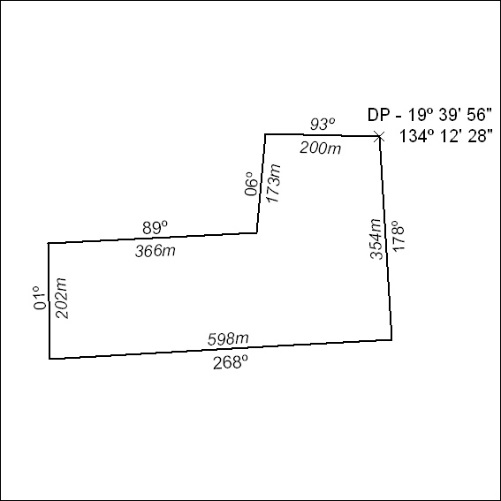 DP - 19º 39' 56"
134º 12' 28"
93º
200m
06º
173m
354m
178º
89º
366m
01º
202m
598m
268º